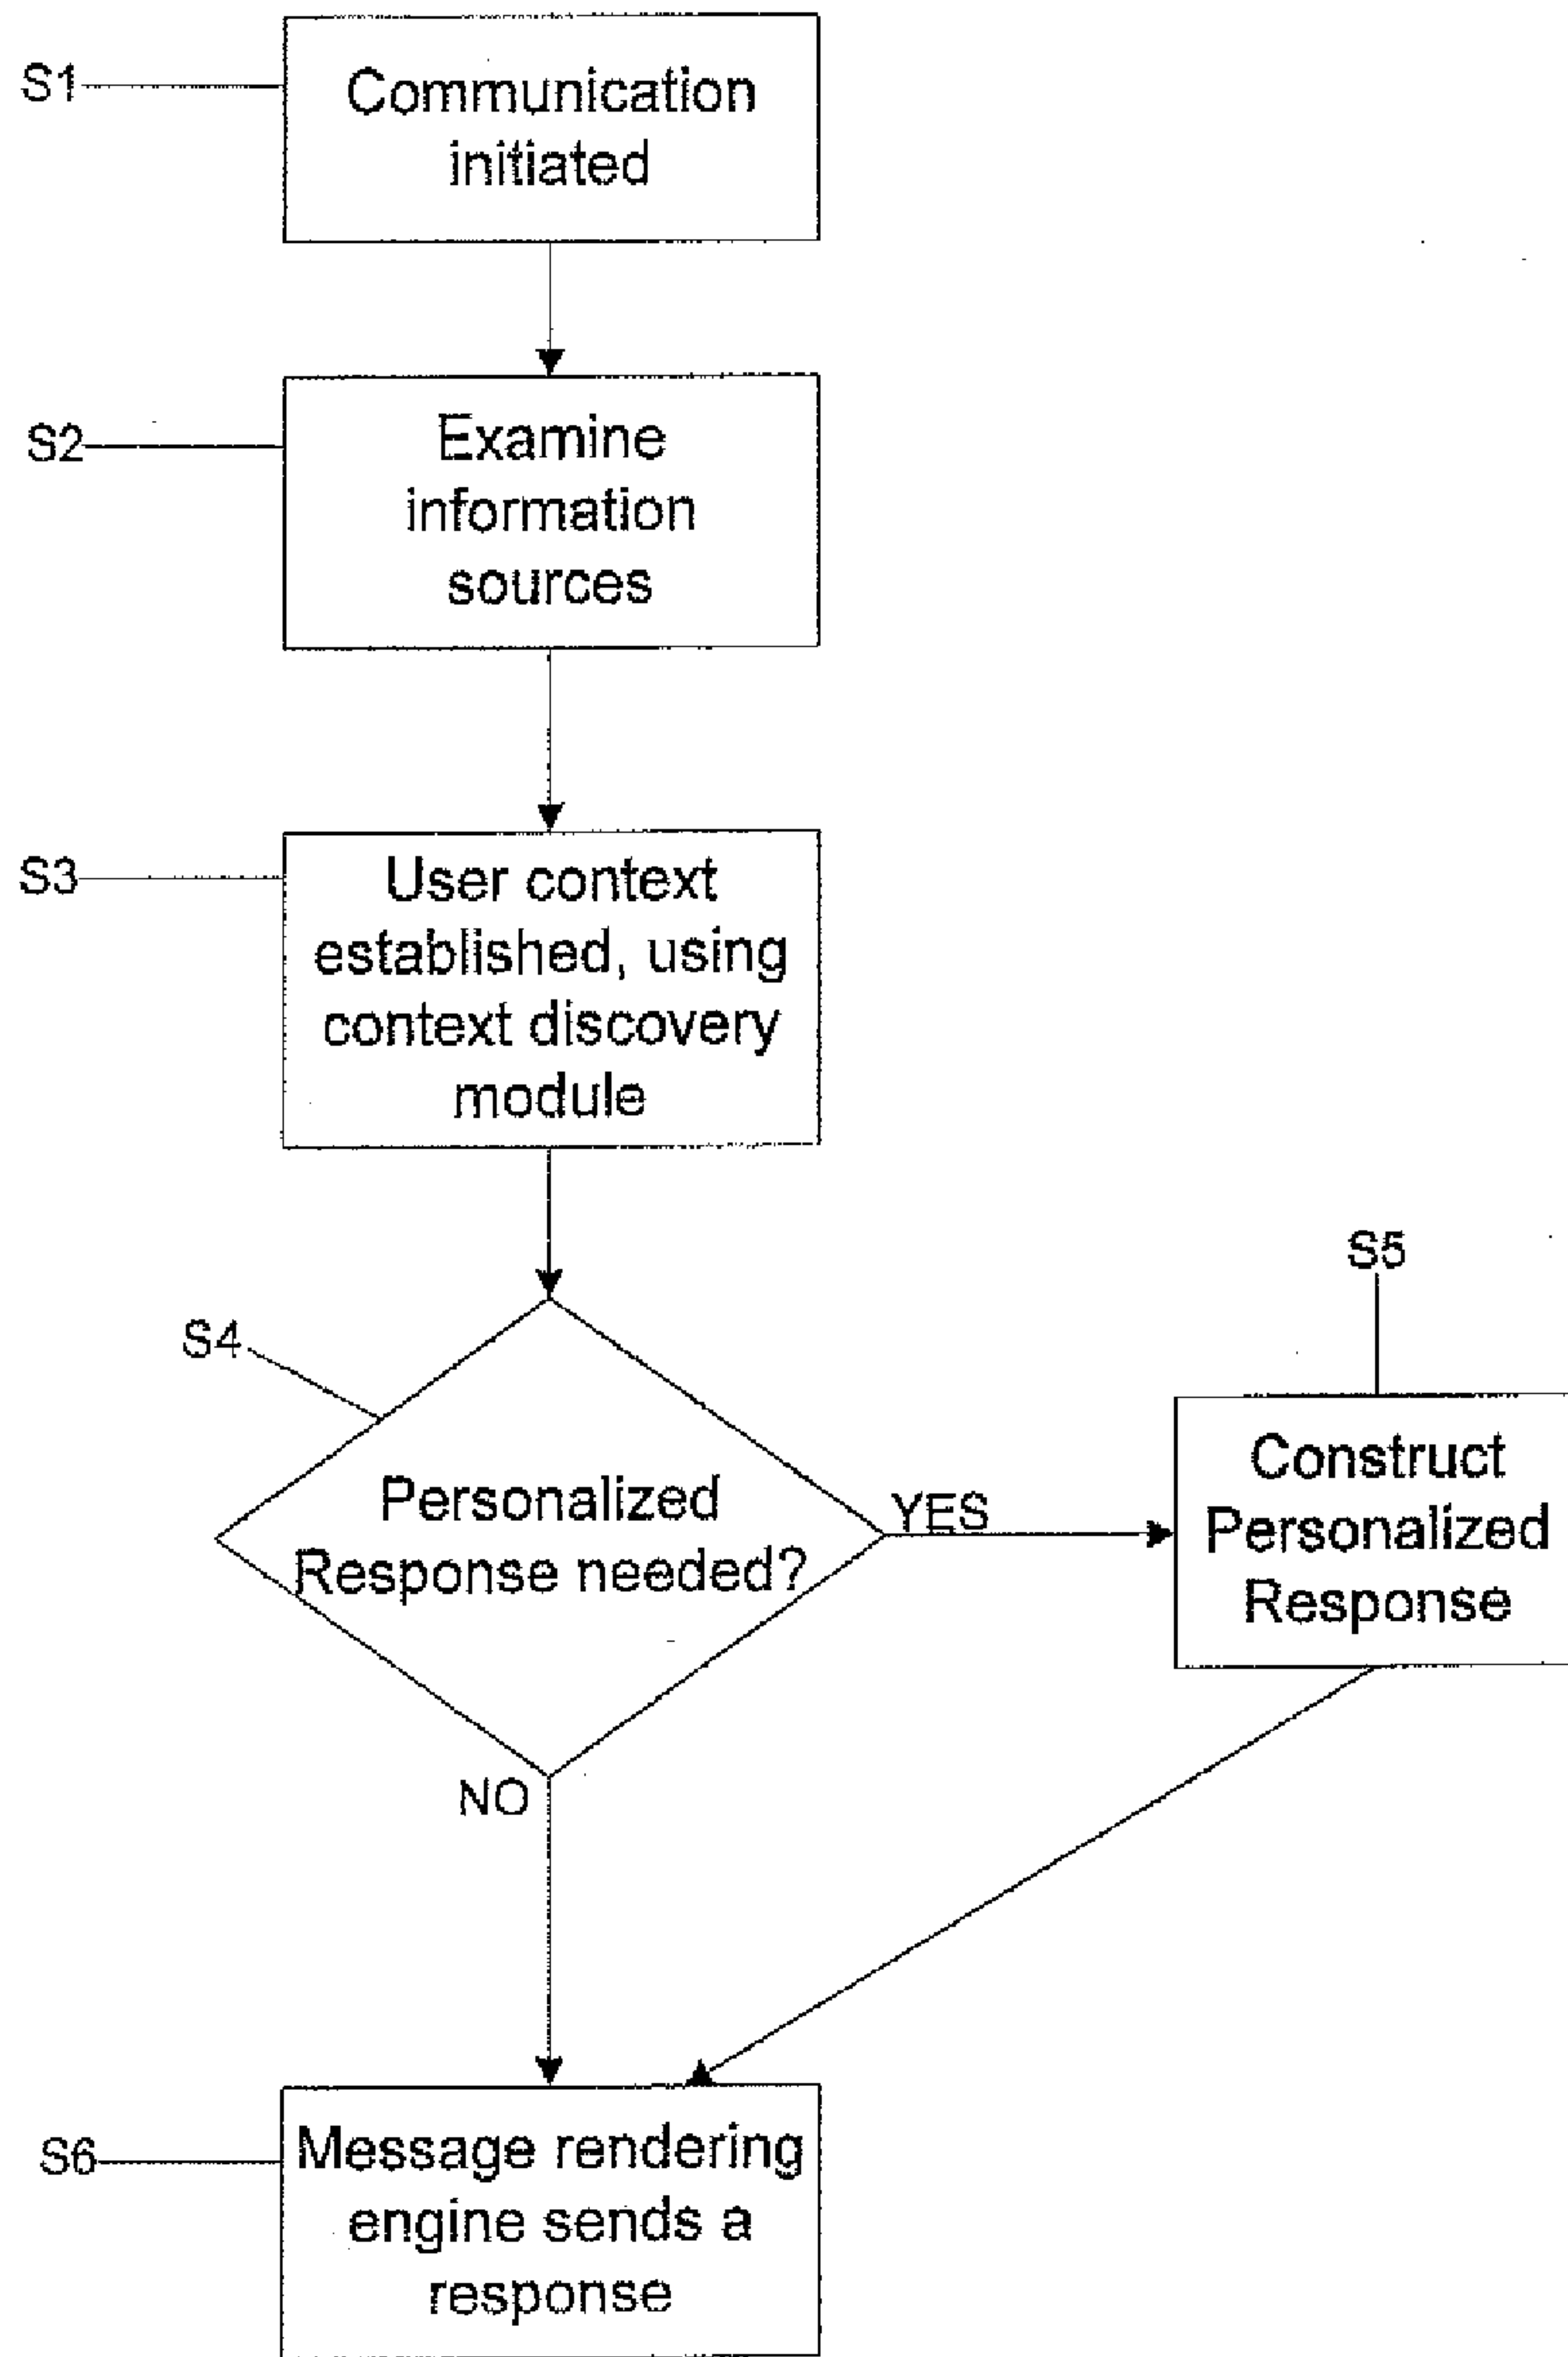 S1
Communication
initiated
S2
Examine
information
sources
S3
User context
established, using
context discovery
module
S4
Personalized
Response needed?
YES
S5
Construct
Personalized
Response
NO
S6
Message rendering
engine sends a
response